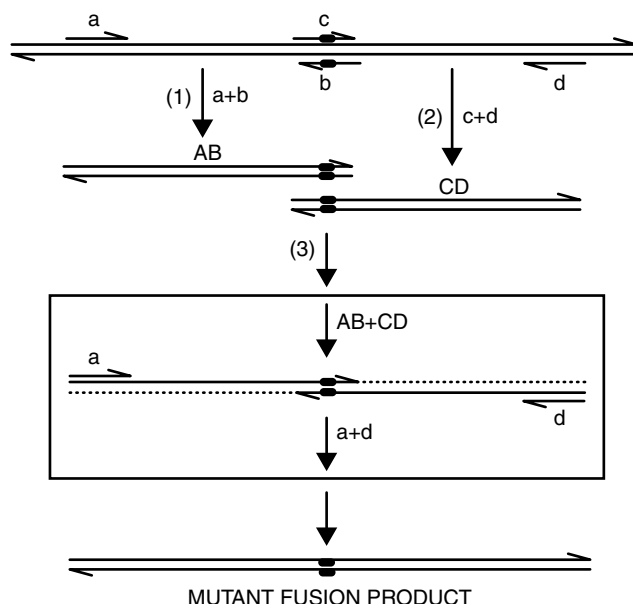 a c
b d
(1) a+b (2) c+d
AB
CD
(3)
AB+CD
a
d
a+d
MUTANT FUSION PRODUCT